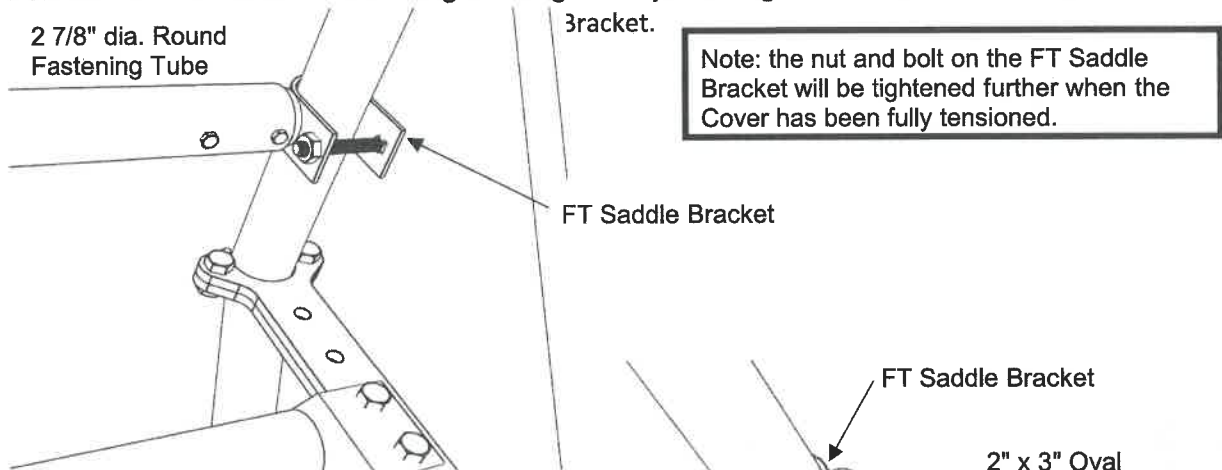 Bracket.
2 7/8" dia. Round
Fastening Tube
Note: the nut and bolt on the FT Saddle
Bracket will be tightened further when the
Cover has been fully tensioned.
FT Saddle Bracket
FT Saddle Bracket
2" x 3" Oval